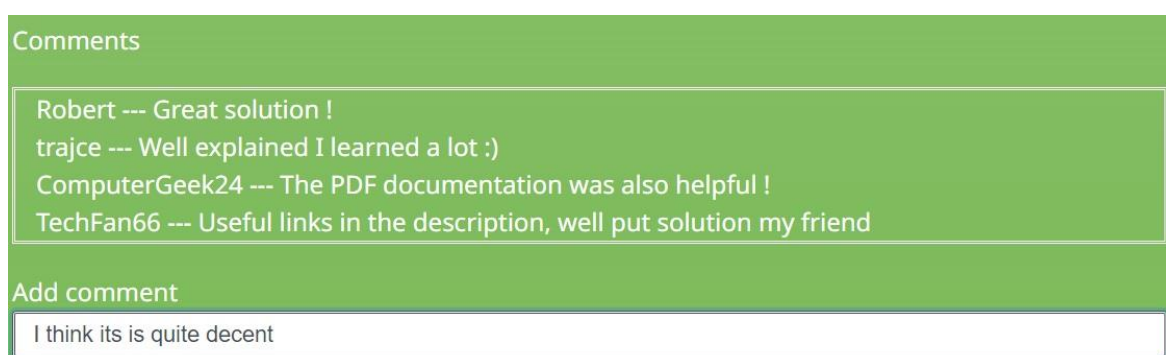 Comments
Robert --- Great solution !
trajce --- Well explained I learned a lot :)
ComputerGeek24 --- The PDF documentation was also helpful !
TechFan66 --- Useful links in the description, well put solution my friend
Add comment
I think its is quite decent